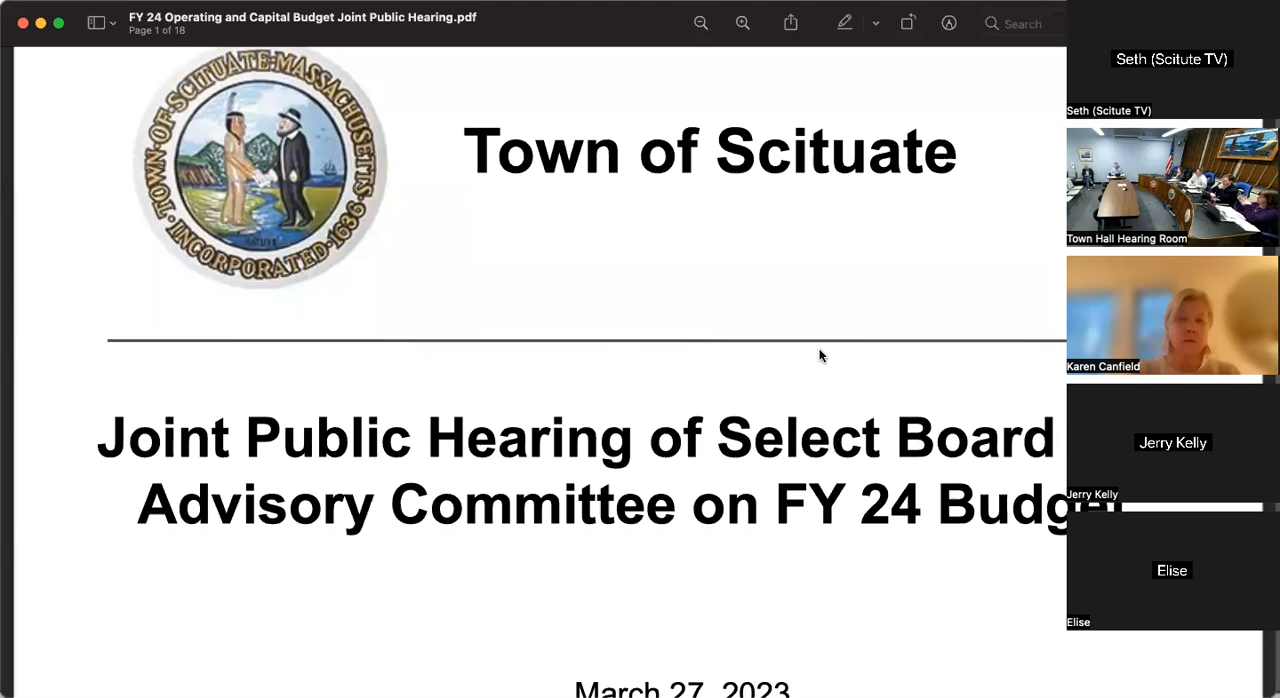 FY 24 Operating and Capital Budget Joint Public Hearing.pdf
Page 1 of 18
Search
TOWN·OF·SCITUATE·MASSACHUSETTS
·INCORPORATED·1636·
Town of Scituate
Joint Public Hearing of Select Board
Advisory Committee on FY 24 Budget
March 27, 2023
Seth (Scitute TV)
Seth (Scitute TV)
Town Hall Hearing Room
Karen Canfield
Jerry Kelly
Jerry Kelly
Elise
Elise